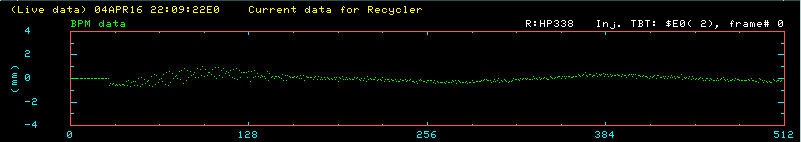 (Live data) 04APR16 22:09:22E0 Current data for Recycler
BPM data R:HP338 Inj. TBT: $E0( 2), frame# 0
4
2
0
-2
-4
(mm)
0 128 256 384 512